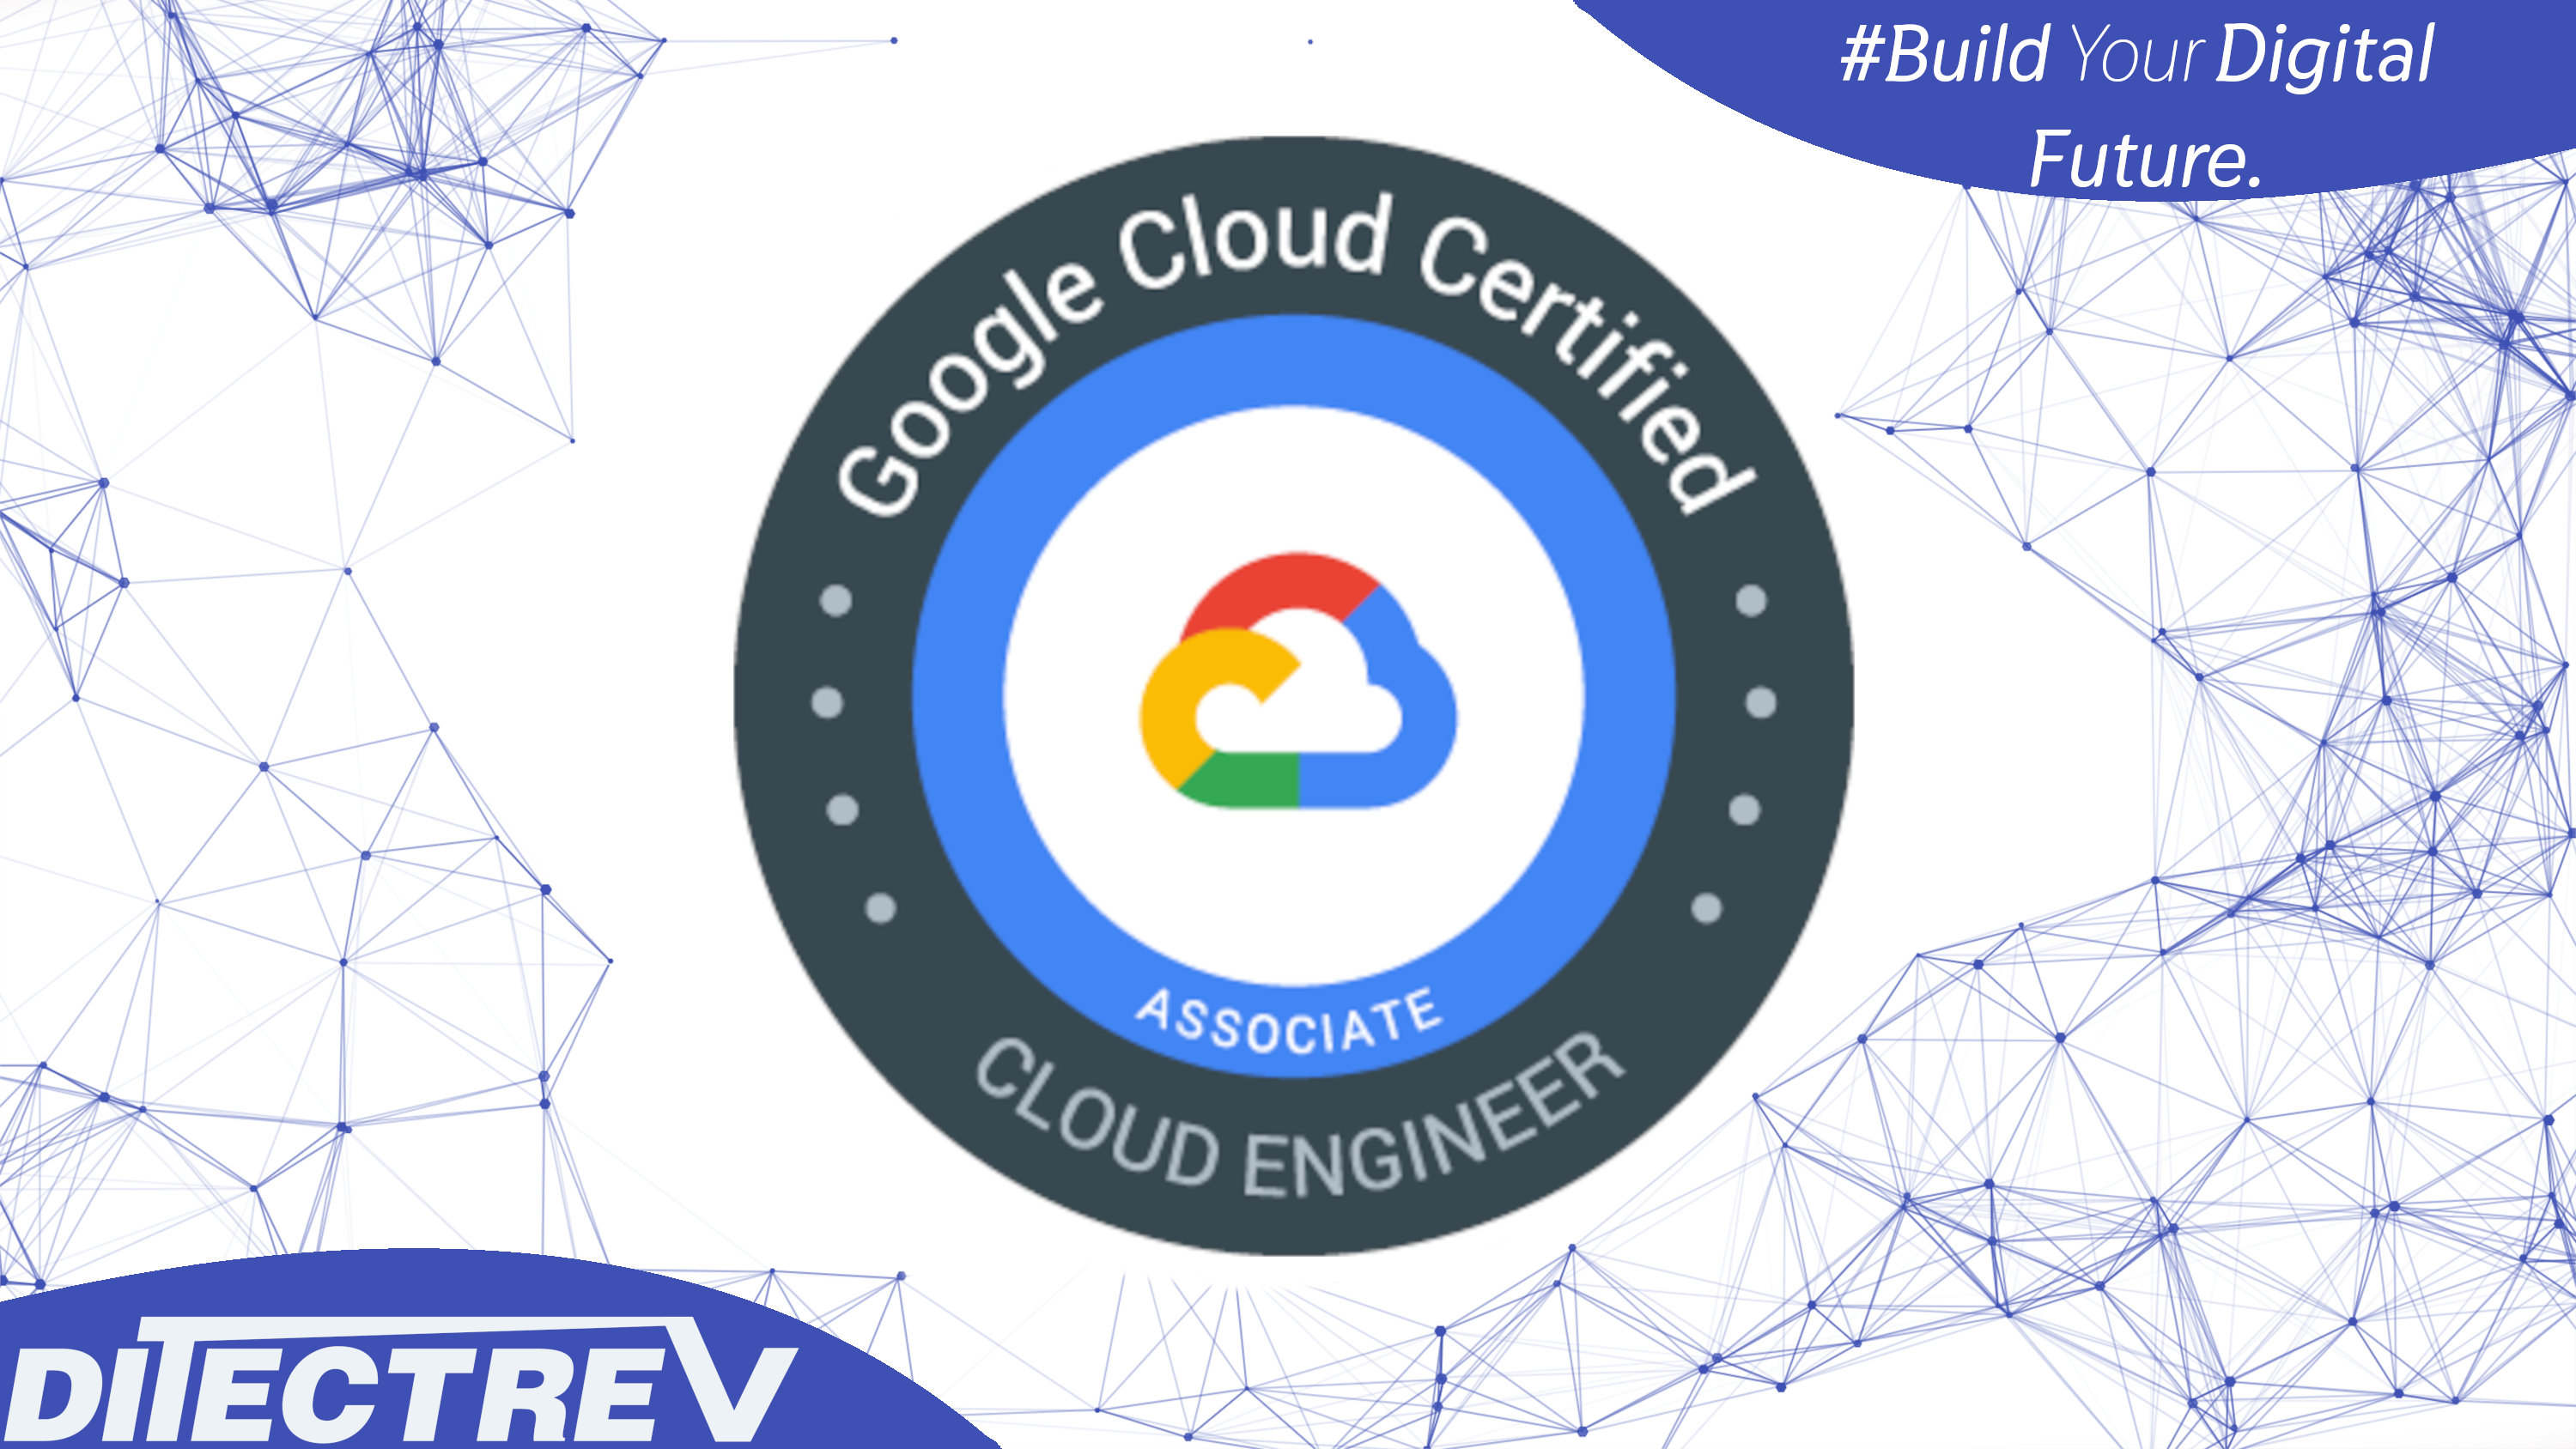 #Build Your Digital
Future.
Google Cloud Certified
ASSOCIATE
CLOUD ENGINEER
DITECTREV